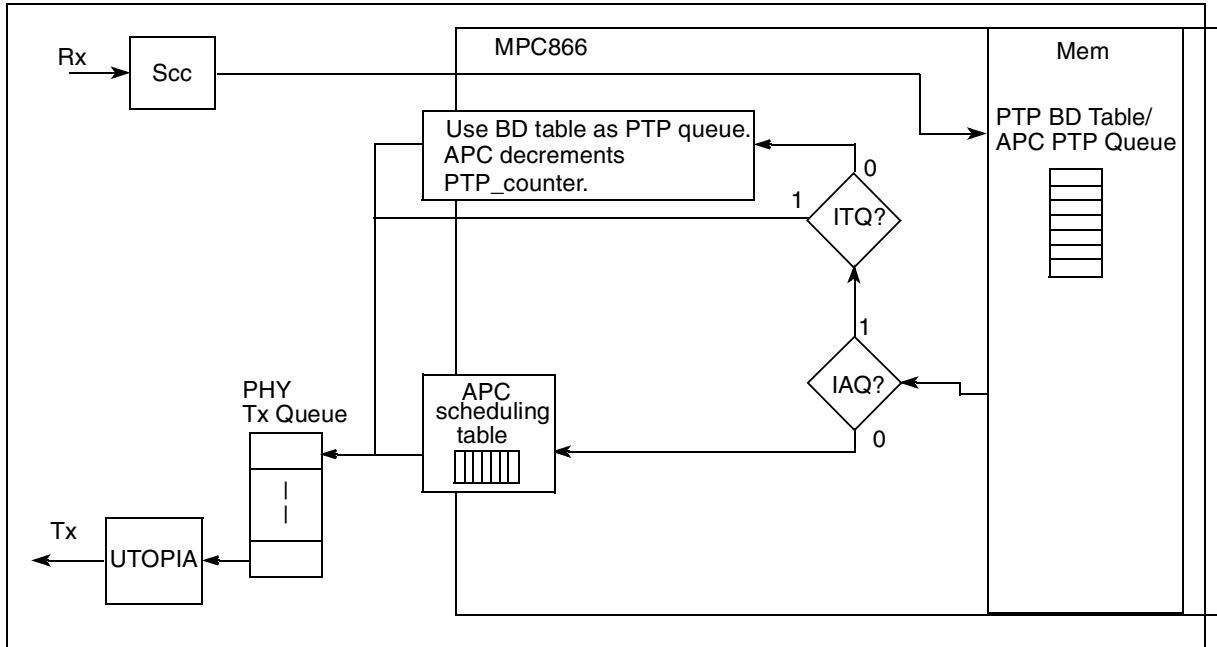 MPC866
Mem
Rx
Scc
PTP BD Table/
APC PTP Queue
Use BD table as PTP queue.
APC decrements
PTP_counter.
0
1
ITQ?
1
IAQ?
0
APC
scheduling
table
PHY
Tx Queue
Tx
UTOPIA